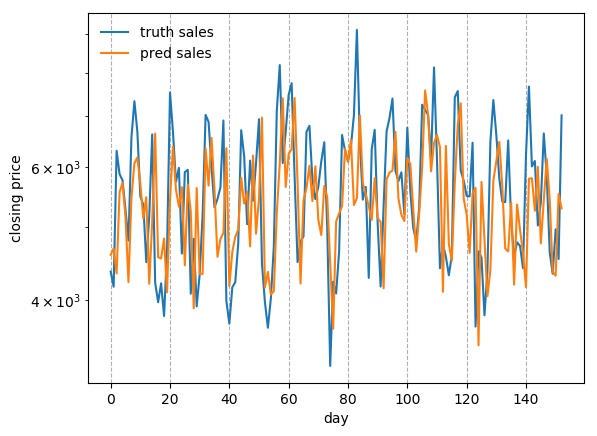 truth sales
pred sales
closing price
6 × 10³
4 × 10³
0 20 40 60 80 100 120 140
day